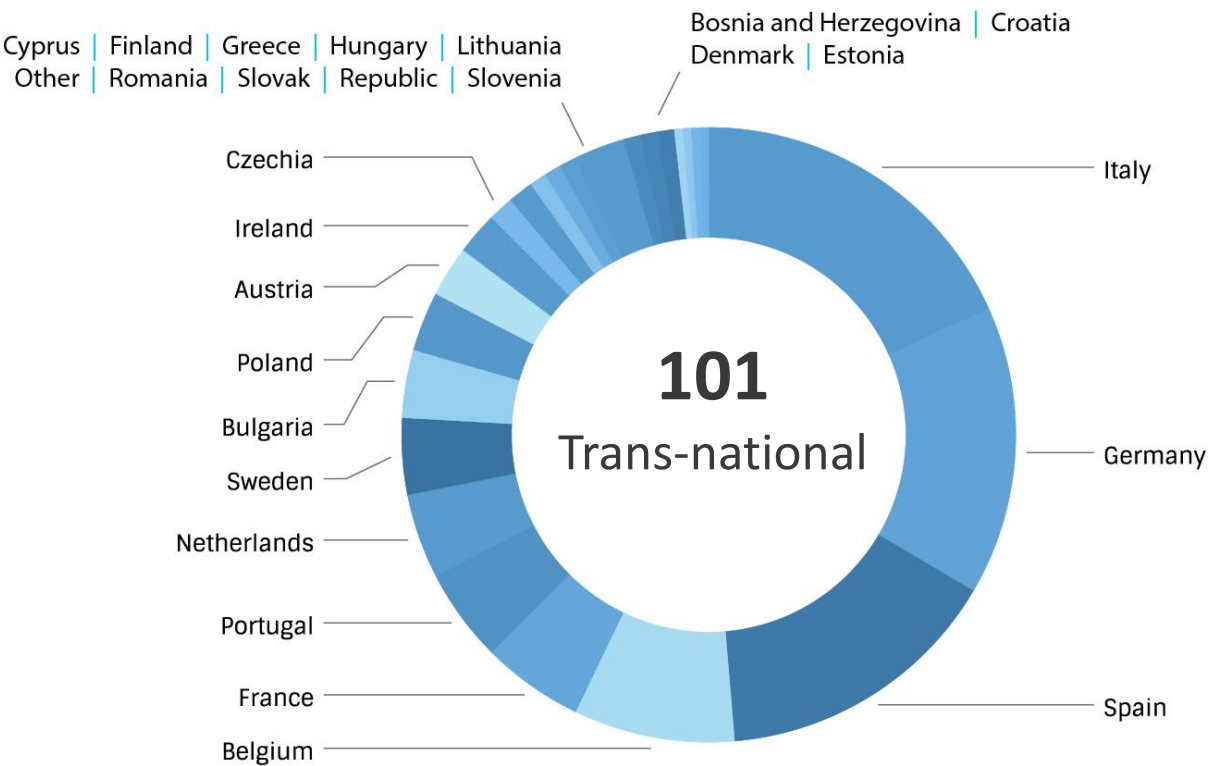 Bosnia and Herzegovina | Croatia
Denmark | Estonia
Cyprus | Finland | Greece | Hungary | Lithuania
Other | Romania | Slovak | Republic | Slovenia
Czechia
Ireland
Austria
Poland
Bulgaria
Sweden
Netherlands
Portugal
France
Belgium
Italy
Germany
Spain
101
Trans-national